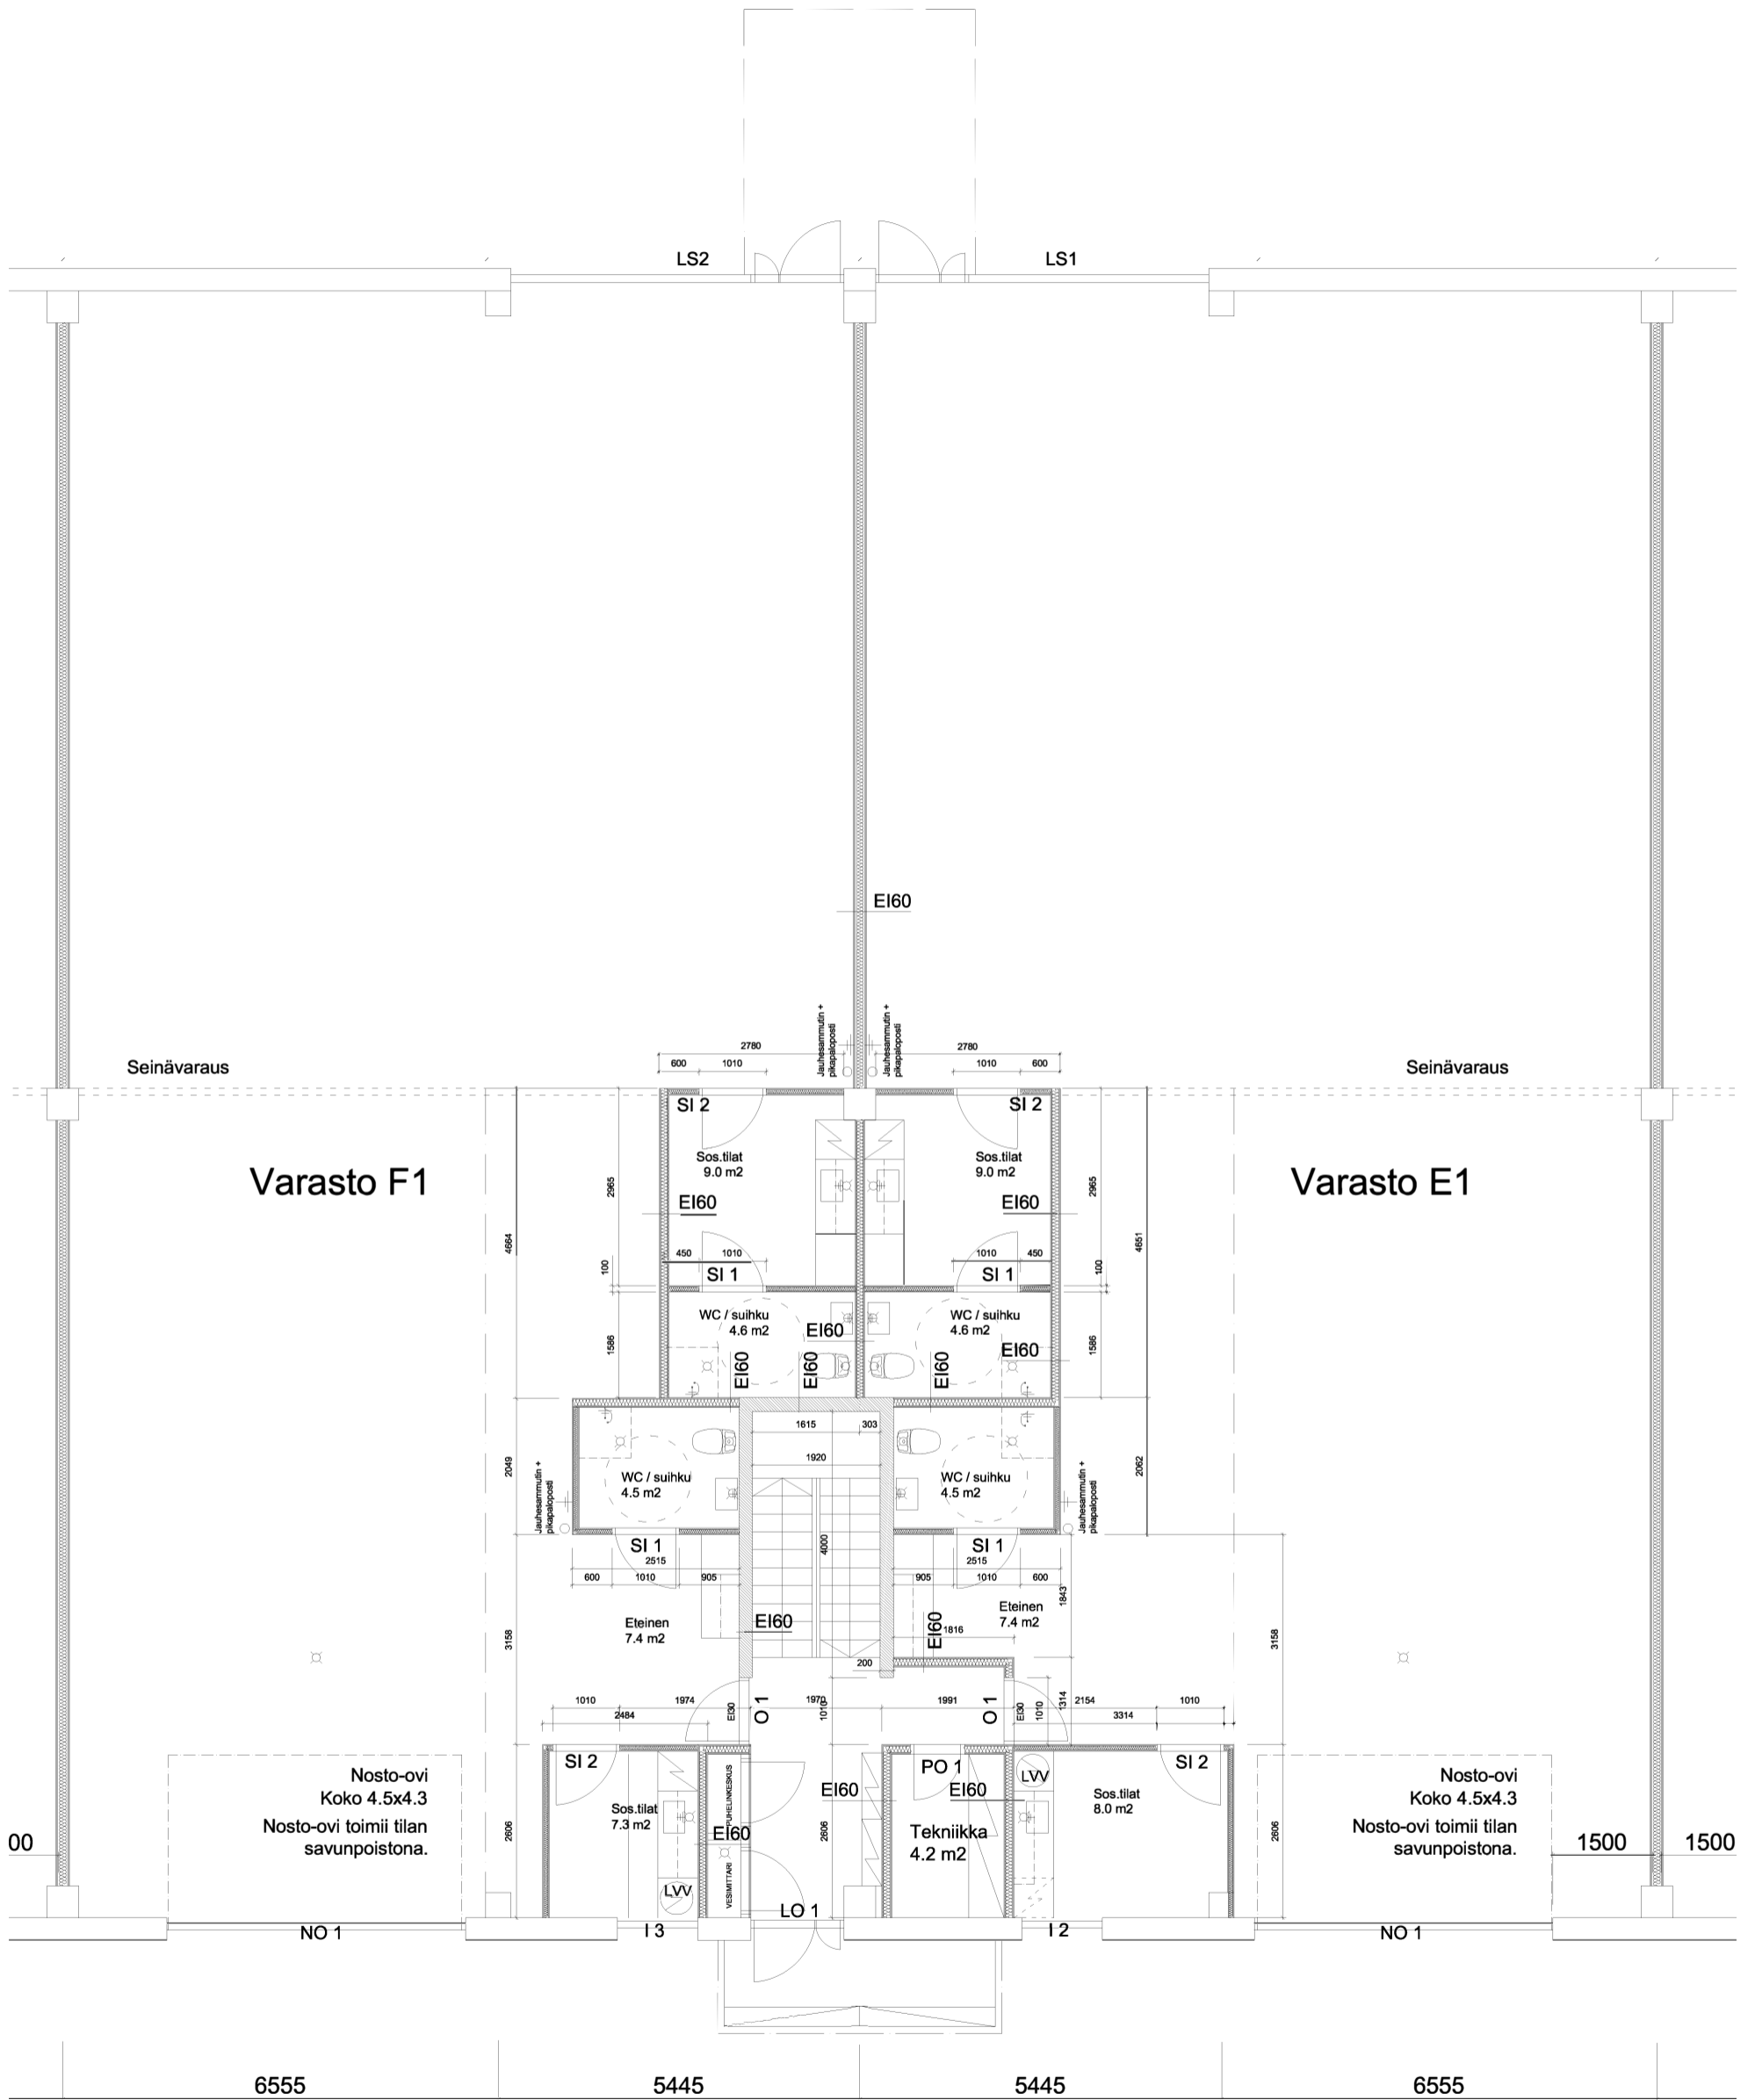 LS2
LS1
EI60
Jauhesammutin +
pikapaloposti
Jauhesammutin +
pikapaloposti
2780
2780
600
1010
1010
600
Seinävaraus
Seinävaraus
SI 2
SI 2
Varasto F1
Varasto E1
Sos.tilat
9.0 m2
Sos.tilat
9.0 m2
2965
2965
EI60
EI60
4664
4651
450
1010
1010
450
100
100
SI 1
SI 1
WC / suihku
4.6 m2
WC / suihku
4.6 m2
EI60
EI60
1586
1586
EI60
EI60
EI60
1615
303
1920
2049
2062
WC / suihku
4.5 m2
WC / suihku
4.5 m2
Jauhesammutin +
pikapaloposti
Jauhesammutin +
pikapaloposti
4000
SI 1
SI 1
2515
2515
600
1010
905
905
1010
600
1843
Eteinen
7.4 m2
Eteinen
7.4 m2
EI60
EI60
1816
3158
3158
200
1010
1974
EI30
O 1
1970
1010
1991
O 1
EI30
1010
1314
2154
1010
2484
3314
SI 2
PO 1
SI 2
Nosto-ovi
Koko 4.5x4.3
Nosto-ovi toimii tilan
savunpoistona.
Nosto-ovi
Koko 4.5x4.3
Nosto-ovi toimii tilan
savunpoistona.
PUHELINKESKUS
EI60
EI60
LVV
Sos.tilat
7.3 m2
Sos.tilat
8.0 m2
EI60
Tekniikka
4.2 m2
2606
2606
2606
00
1500
1500
VESIMITTARI
LVV
LO 1
NO 1
I 3
I 2
NO 1
6555
5445
5445
6555